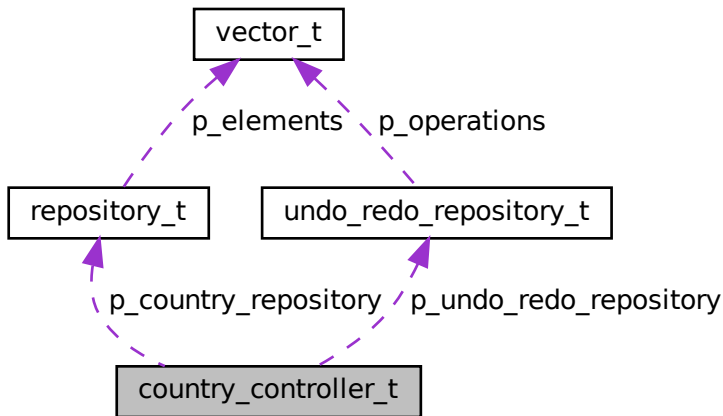 vector_t
p_elements
p_operations
repository_t
undo_redo_repository_t
p_country_repository
p_undo_redo_repository
country_controller_t